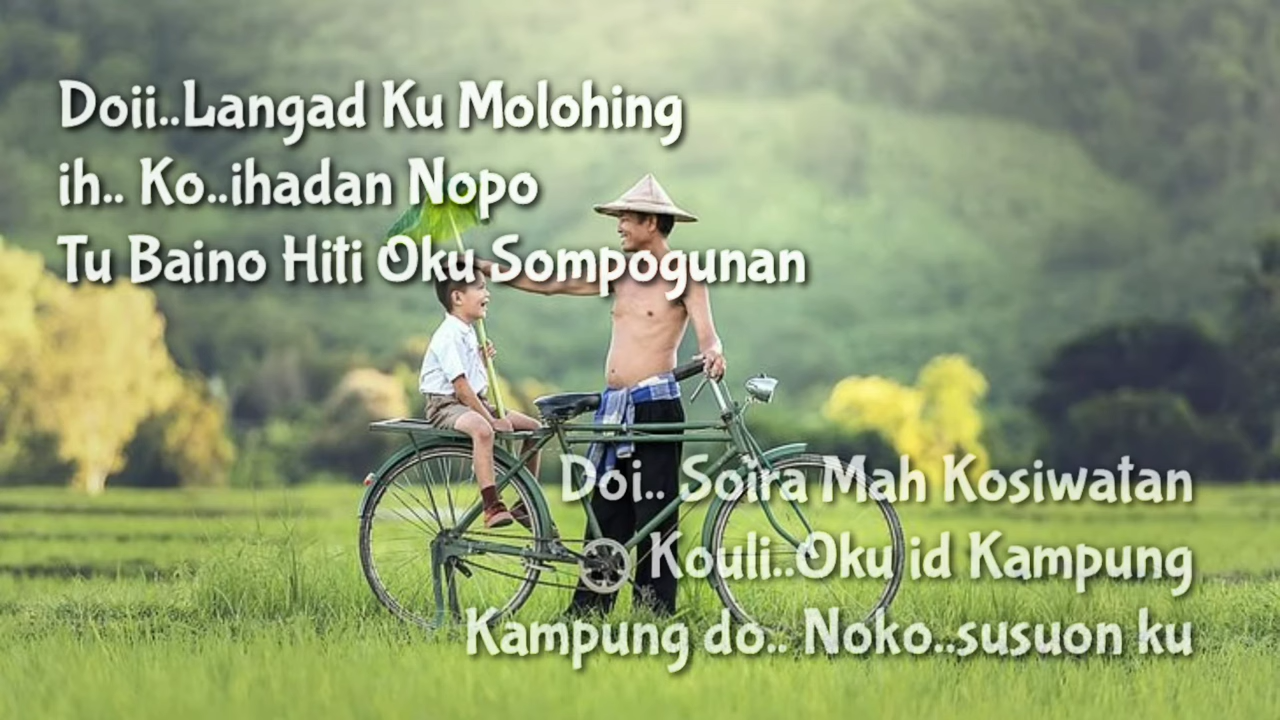 Doii..Langad Ku Molohing
ih.. Ko..ihadan Nopo
Tu Baino Hiti Oku Sompogunan
Doi.. Soira Mah Kosiwatan
Kouli..Oku id Kampung
Kampung do.. Noko..susuon ku